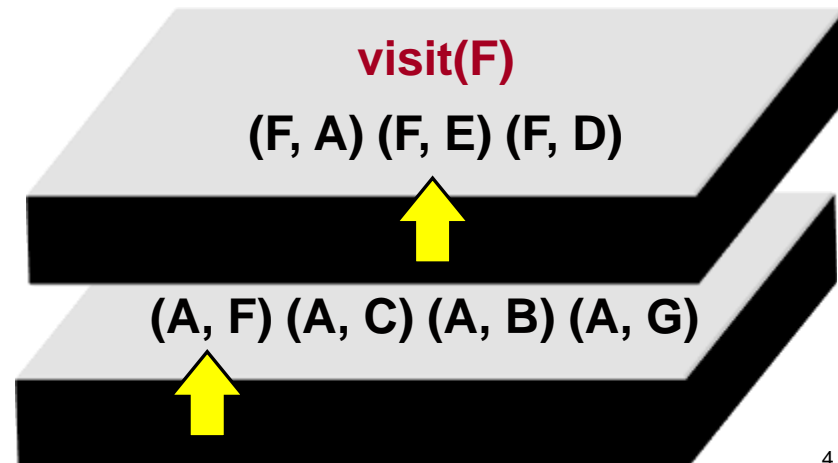 visit(F)
(F, A) (F, E) (F, D)
(A, F) (A, C) (A, B) (A, G)
4